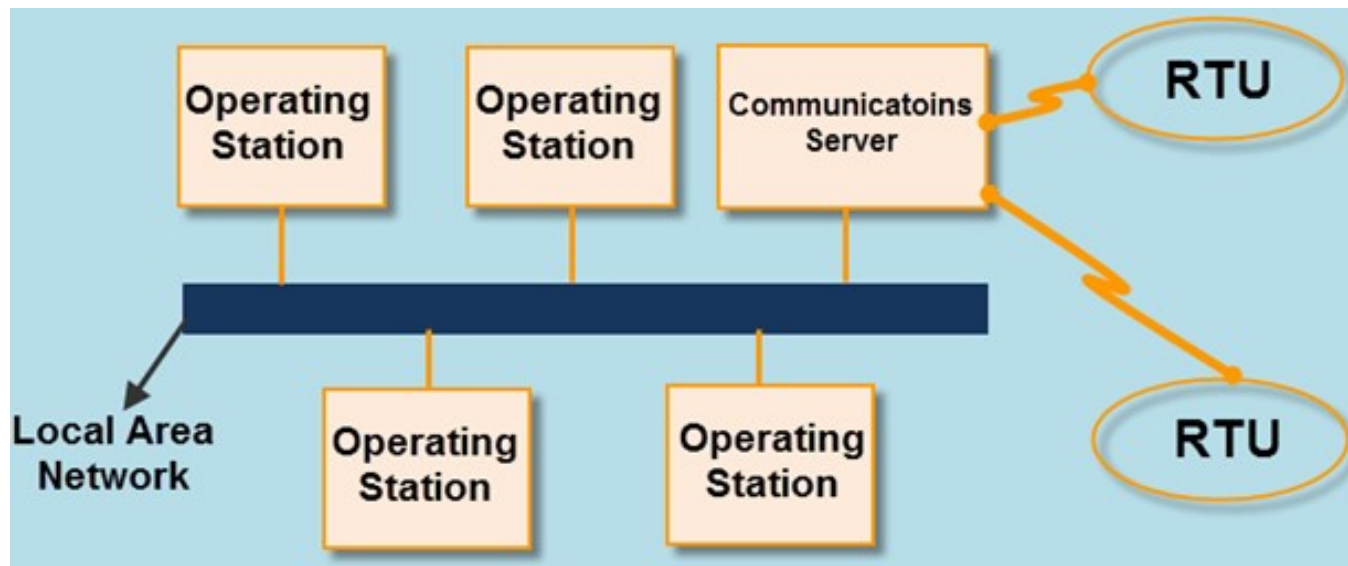 Operating
Station
Operating
Station
Communicatoins
Server
RTU
Local Area
Network
Operating
Station
Operating
Station
RTU